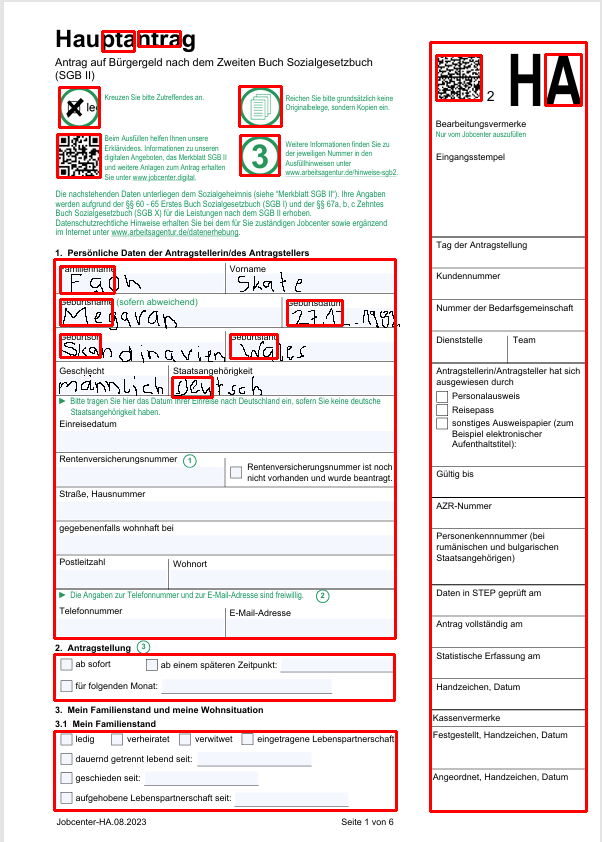 Hauptantrag
Antrag auf Bürgergeld nach dem Zweiten Buch Sozialgesetzbuch
(SGB II)
Kreuzen Sie bitte Zutreffendes an.
Reichen Sie bitte grundsätzlich keine
Originalbelege, sondern Kopien ein.
Beim Ausfüllen helfen Ihnen unsere
Erklärvideos. Informationen zu unseren
digitalen Angeboten, das Merkblatt SGB II
und weitere Anlagen zum Antrag erhalten
Sie unter www.jobcenter.digital.
3
Weitere Informationen finden Sie zu
der jeweiligen Nummer in den
Ausfüllhinweisen unter
www.arbeitsagentur.de/hinweise-sgb2.
Die nachstehenden Daten unterliegen dem Sozialgeheimnis (siehe "Merkblatt SGB II"). Ihre Angaben
werden aufgrund der §§ 60 - 65 Erstes Buch Sozialgesetzbuch (SGB I) und der §§ 67a, b, c Zehntes
Buch Sozialgesetzbuch (SGB X) für die Leistungen nach dem SGB II erhoben.
Datenschutzrechtliche Hinweise erhalten Sie bei dem für Sie zuständigen Jobcenter sowie ergänzend
im Internet unter www.arbeitsagentur.de/datenerhebung.
1. Persönliche Daten der Antragstellerin/des Antragstellers
Familienname Vorname
Skate
Geburtsname (sofern abweichend) Geburtsdatum
Megavan
Geburtsort Geburtsland
Skandinavien Wales
Geschlecht Staatsangehörigkeit
männlich Deutsch
Bitte tragen Sie hier das Datum Ihrer Einreise nach Deutschland ein, sofern Sie keine deutsche
Staatsangehörigkeit haben.
Einreisedatum
Rentenversicherungsnummer 1
Rentenversicherungsnummer ist noch
nicht vorhanden und wurde beantragt.
Straße, Hausnummer
gegebenenfalls wohnhaft bei
Postleitzahl Wohnort
Die Angaben zur Telefonnummer und zur E-Mail-Adresse sind freiwillig. 2
Telefonnummer E-Mail-Adresse
2. Antragstellung 3
ab sofort ab einem späteren Zeitpunkt:
für folgenden Monat:
3. Mein Familienstand und meine Wohnsituation
3.1 Mein Familienstand
ledig verheiratet verwitwet eingetragene Lebenspartnerschaft
dauernd getrennt lebend seit:
geschieden seit:
aufgehobene Lebenspartnerschaft seit:
Jobcenter-HA.08.2023 Seite 1 von 6
2 HA
Bearbeitungsvermerke
Nur vom Jobcenter auszufüllen
Eingangsstempel
Tag der Antragstellung
Kundennummer
Nummer der Bedarfsgemeinschaft
Dienststelle Team
Antragstellerin/Antragsteller hat sich
ausgewiesen durch
Personalausweis
Reisepass
sonstiges Ausweispapier (zum
Beispiel elektronischer
Aufenthaltstitel):
Gültig bis
AZR-Nummer
Personenkennnummer (bei
rumänischen und bulgarischen
Staatsangehörigen)
Daten in STEP geprüft am
Antrag vollständig am
Statistische Erfassung am
Handzeichen, Datum
Kassenvermerke
Festgestellt, Handzeichen, Datum
Angeordnet, Handzeichen, Datum